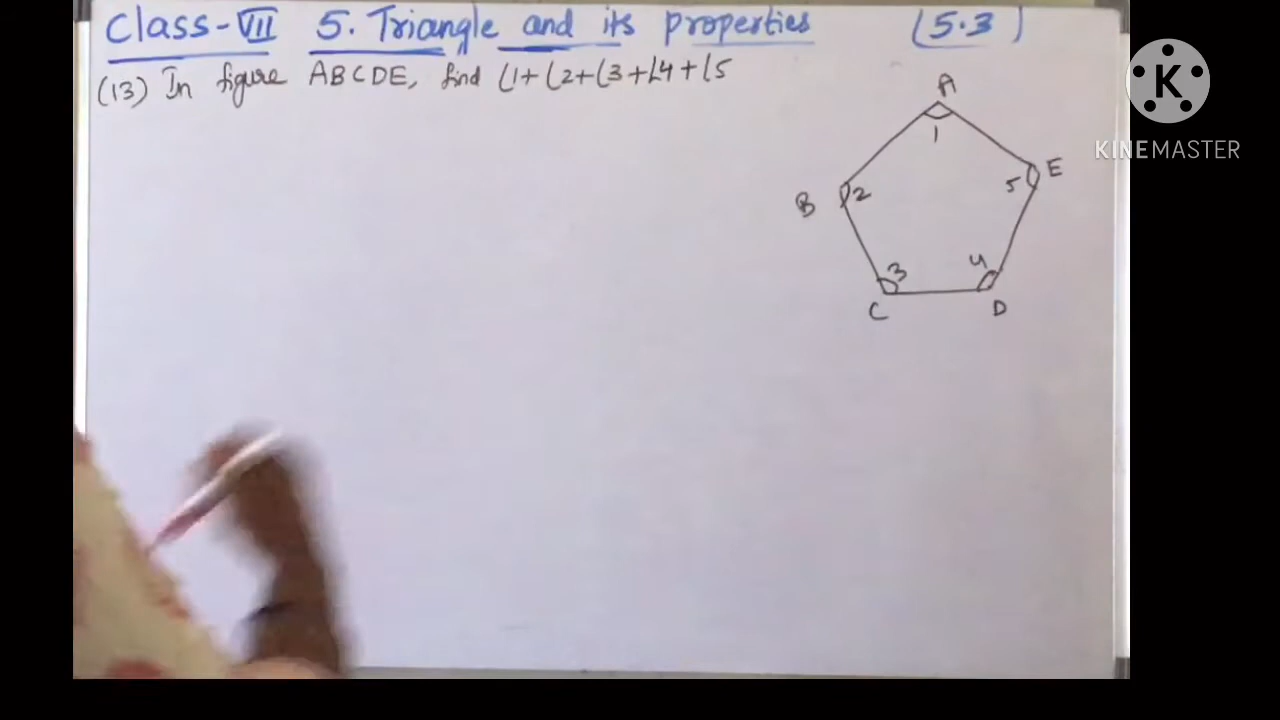 Class-VII 5. Triangle and its properties (5.3)
(13) In figure ABCDE, find ∠1+∠2+∠3+∠4+∠5
A
1
K
KINEMASTER
E
5
B
2
3
4
C
D